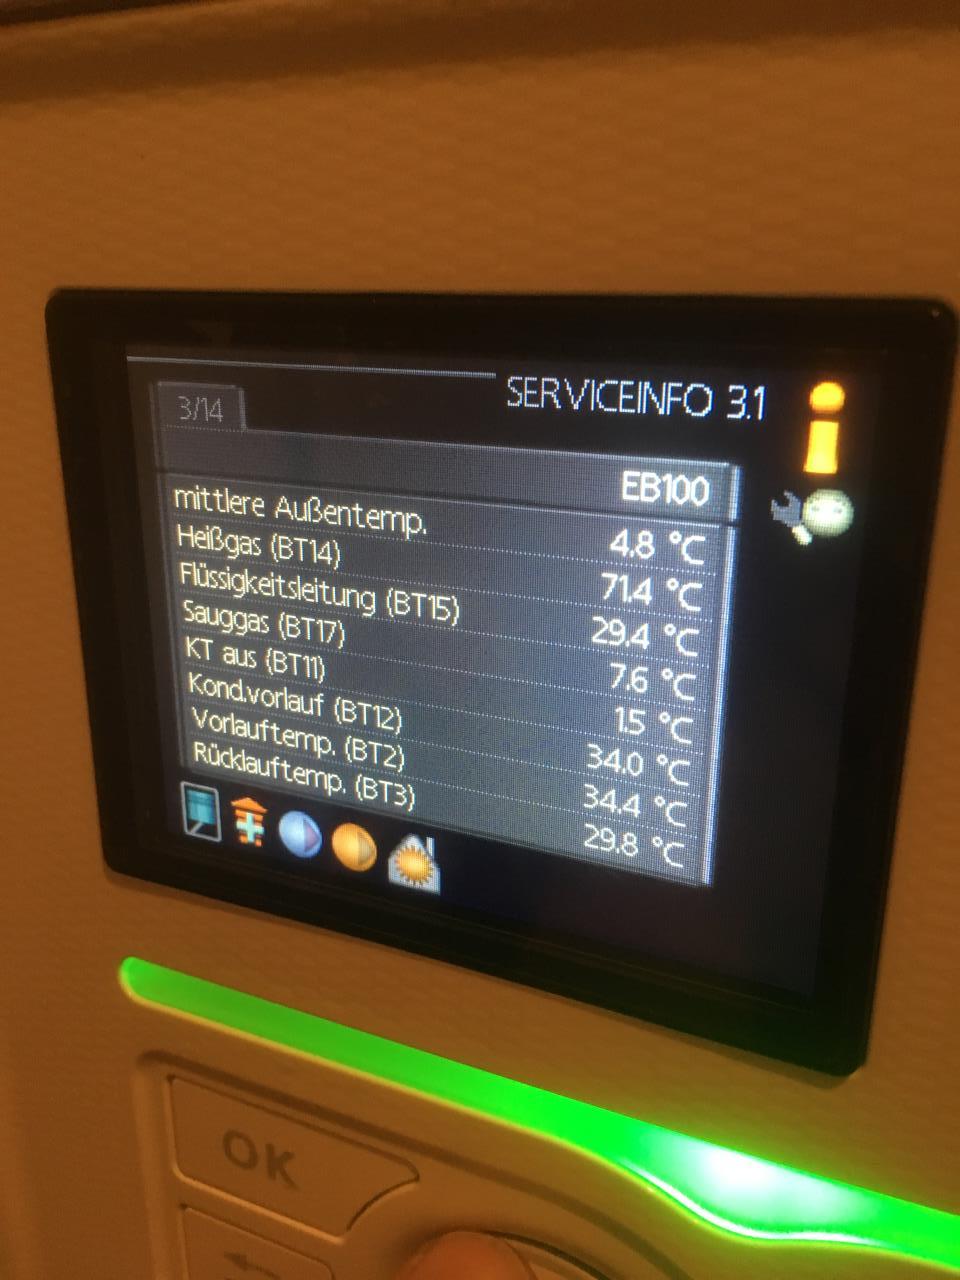 SERVICEINFO 3.1
3/14
EB100
mittlere Außentemp. 4.8 °C
Heißgas (BT14) 71.4 °C
Flüssigkeitsleitung (BT15) 29.4 °C
Sauggas (BT17) 7.6 °C
KT aus (BT11) 1.5 °C
Kond.vorlauf (BT12) 34.0 °C
Vorlauftemp. (BT2) 34.4 °C
Rücklauftemp. (BT3) 29.8 °C
OK